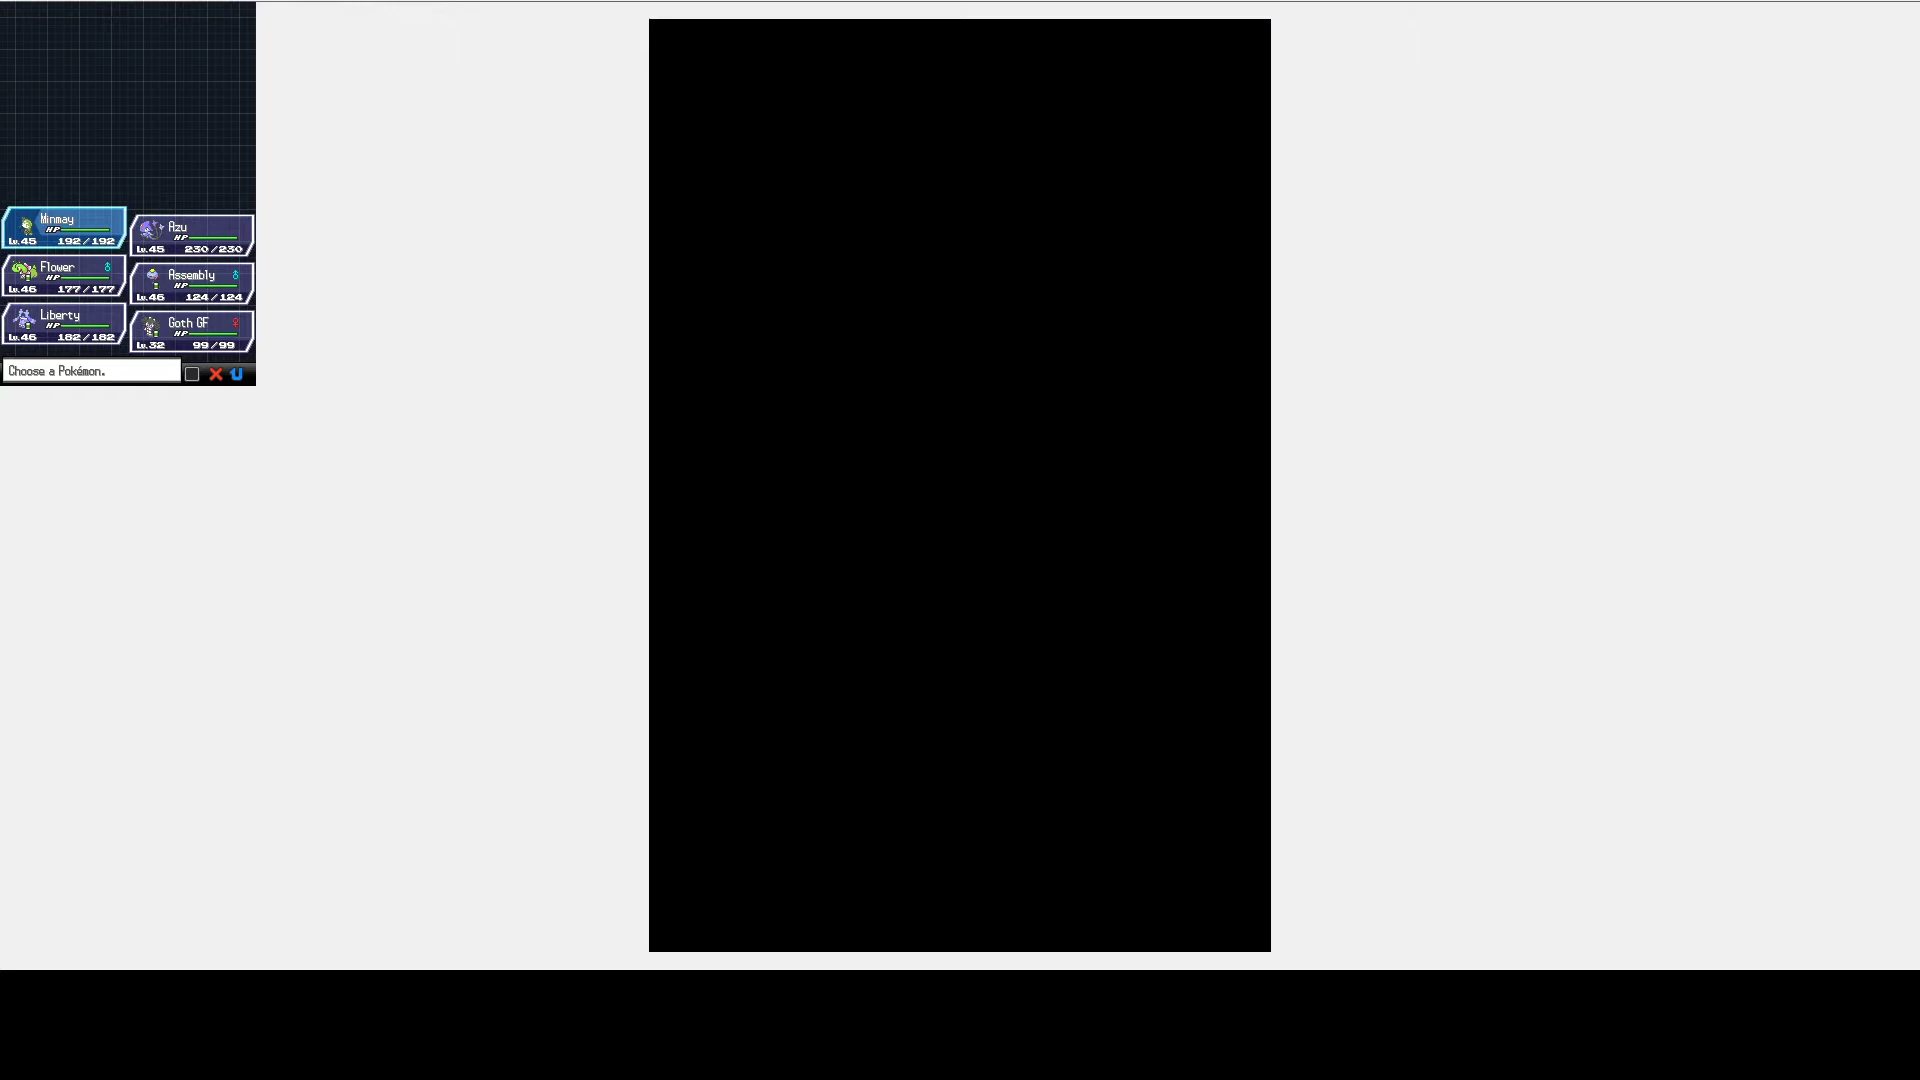 Minmay
HP
Lv.45 192/192
Azu
HP
Lv.45 230/230
Flower ♂
HP
Lv.46 177/177
Assembly ♂
HP
Lv.46 124/124
Liberty
HP
Lv.46 182/182
Goth GF ♀
HP
Lv.32 99/99
Choose a Pokémon.